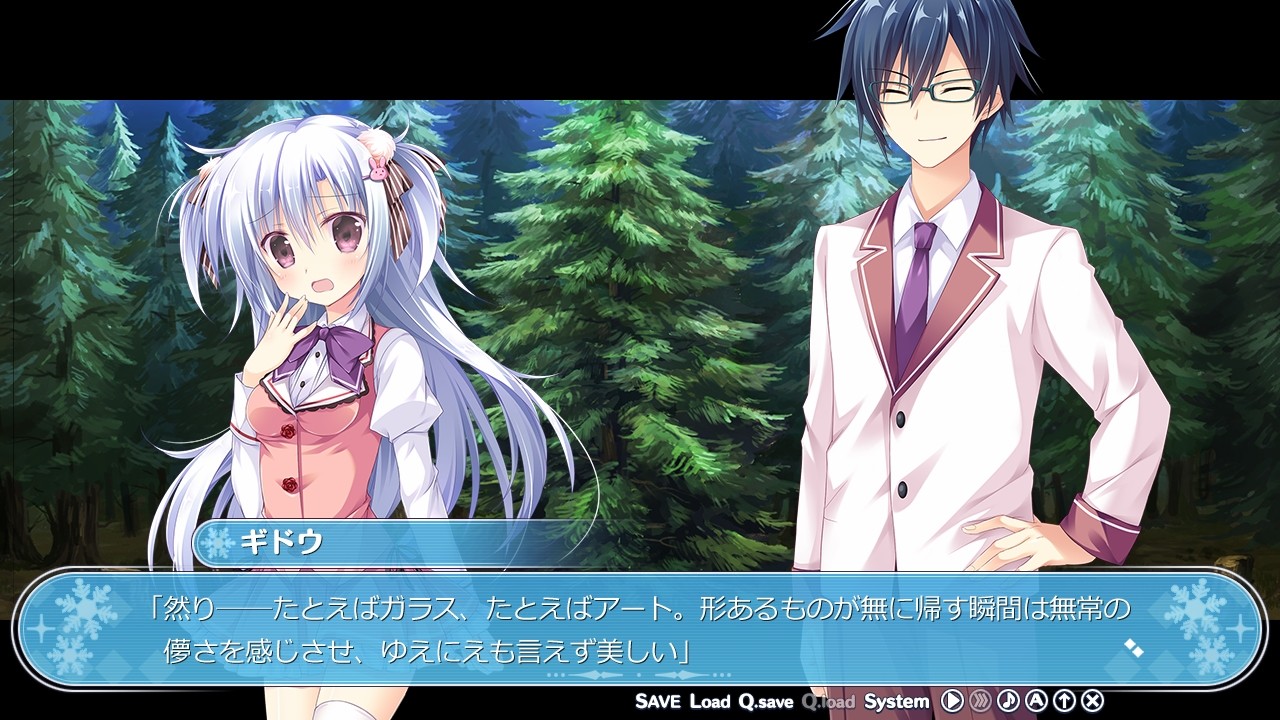 ギドウ
「然り――たとえばガラス、たとえばアート。形あるものが無に帰す瞬間は無常の
儚さを感じさせ、ゆえにえも言えず美しい」
SAVE Load Q.save Q.load System